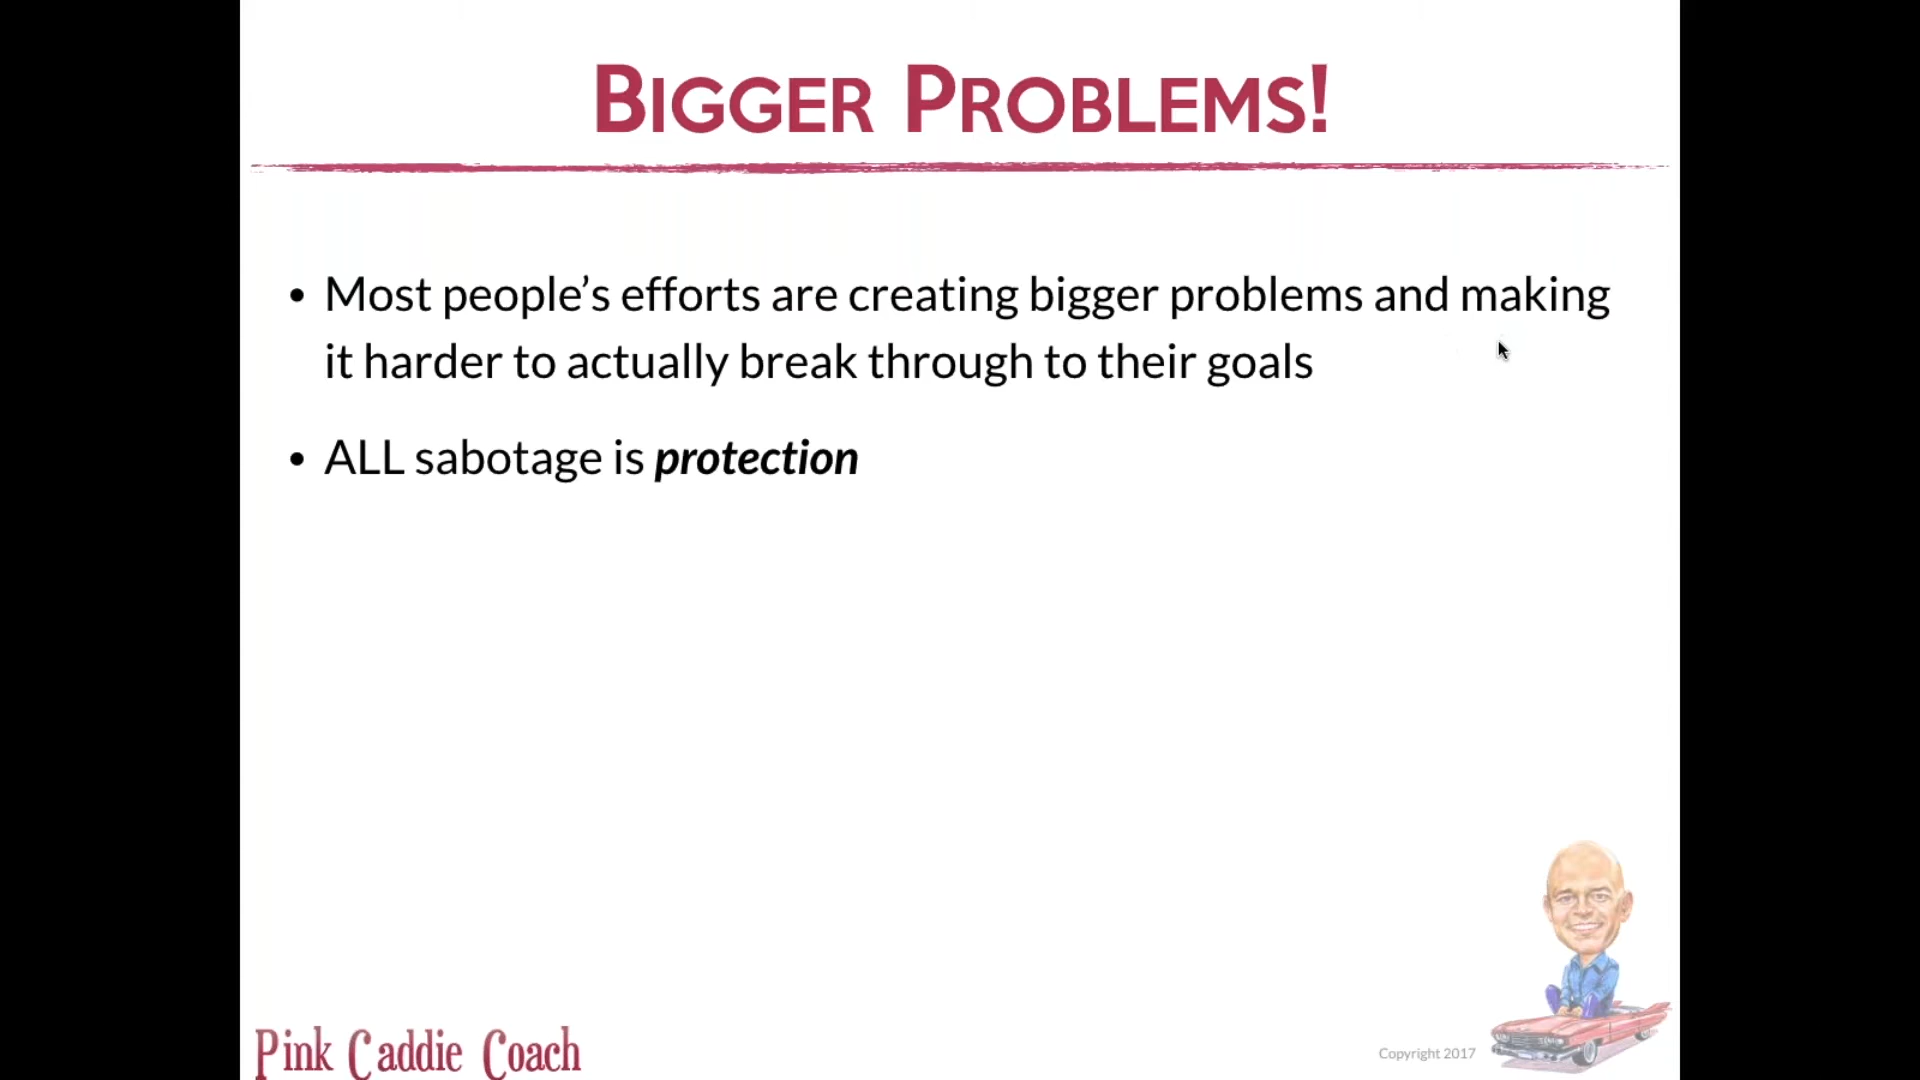 BIGGER PROBLEMS!
• Most people’s efforts are creating bigger problems and making
it harder to actually break through to their goals
• ALL sabotage is protection
Pink Caddie Coach
Copyright 2017